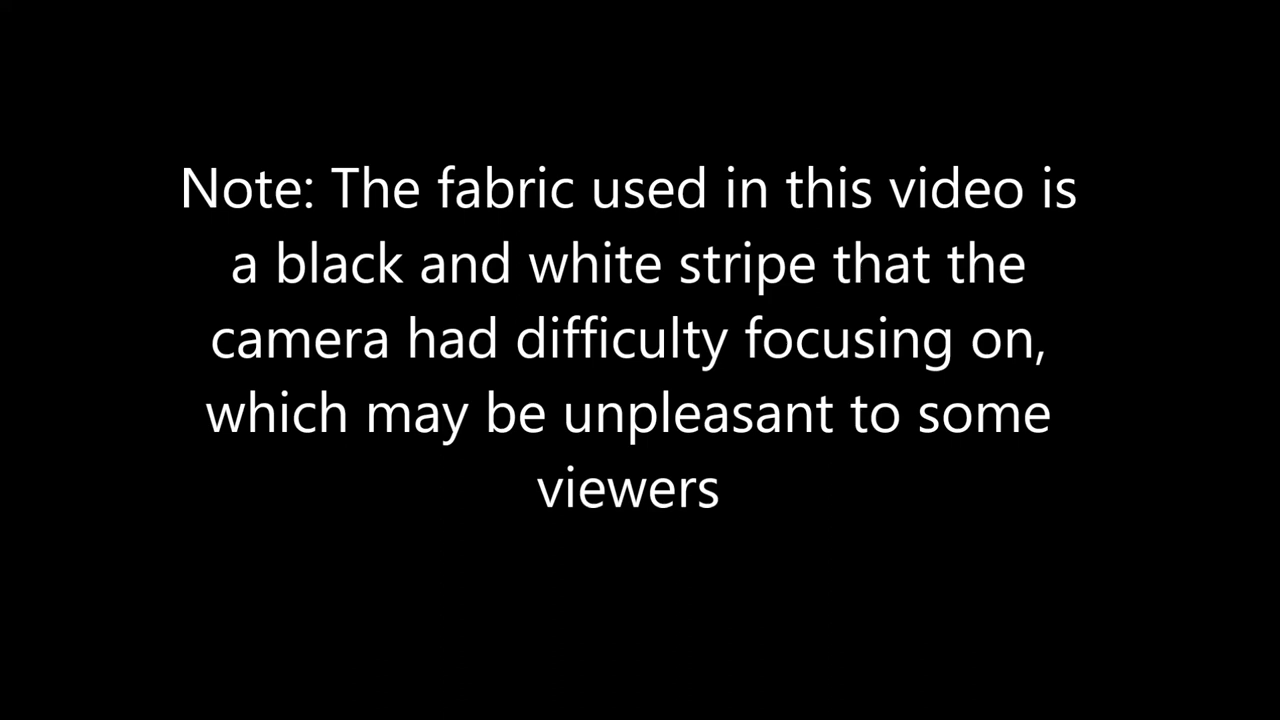 Note: The fabric used in this video is
a black and white stripe that the
camera had difficulty focusing on,
which may be unpleasant to some
viewers